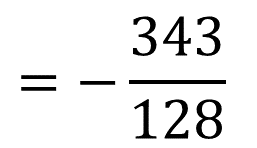 = − 343/128